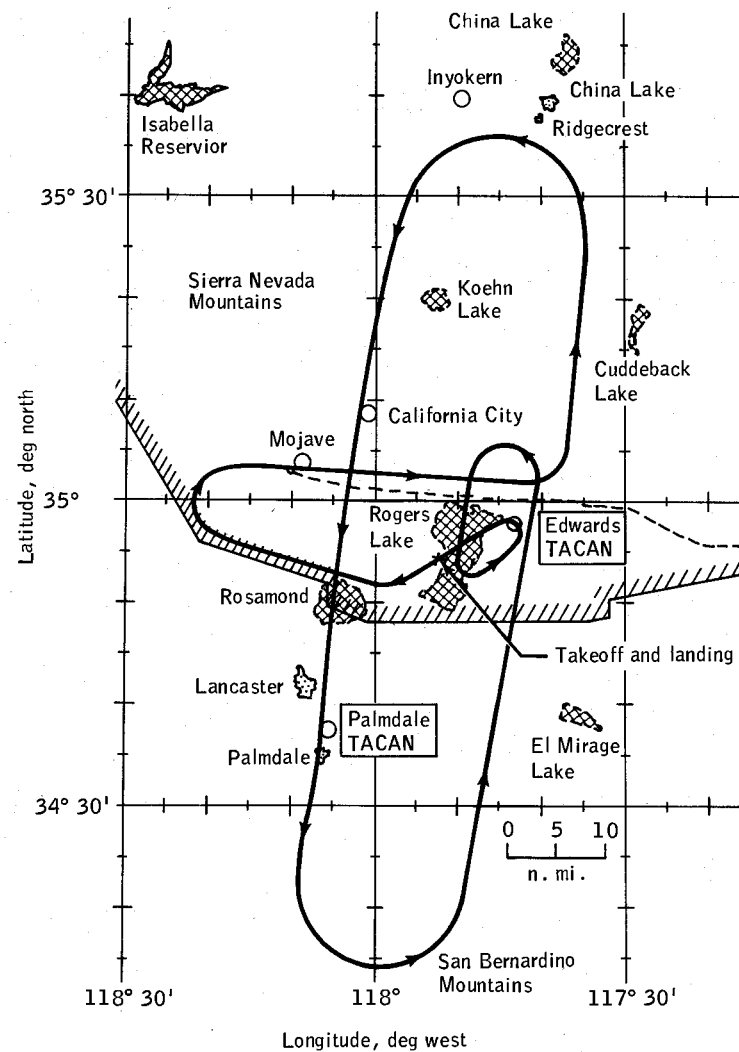 China Lake
Inyokern
China Lake
Ridgecrest
Isabella
Reservior
35° 30'
Sierra Nevada
Mountains
Koehn
Lake
Cuddeback
Lake
California City
Mojave
Latitude, deg north
35°
Rogers
Lake
Edwards
TACAN
Rosamond
Takeoff and landing
Lancaster
Palmdale
TACAN
Palmdale
El Mirage
Lake
34° 30'
0 5 10
n. mi.
San Bernardino
Mountains
118° 30'
118°
117° 30'
Longitude, deg west